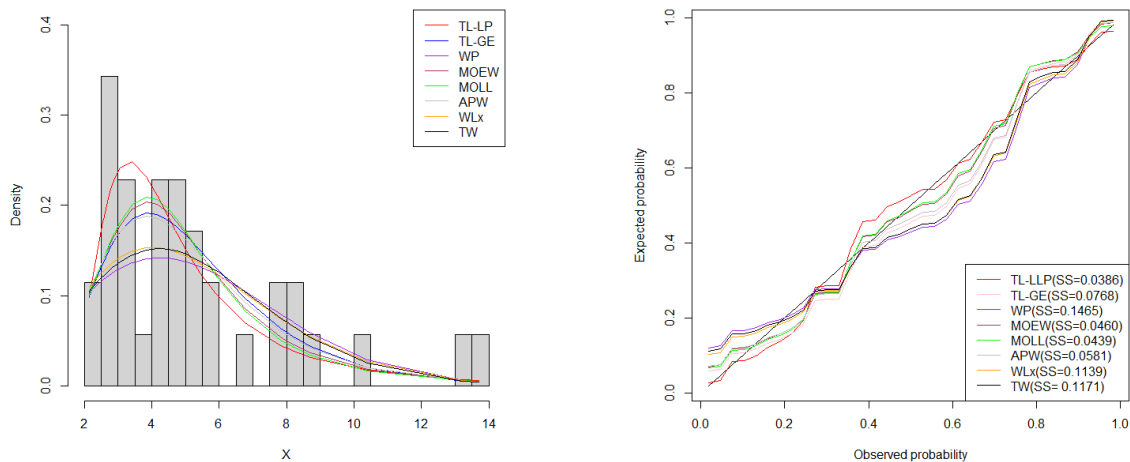 TL-LP
TL-GE
WP
MOEW
MOLL
APW
WLx
TW
Density
0.0 0.1 0.2 0.3 0.4
2 4 6 8 10 12 14
X
Expected probability
0.0 0.2 0.4 0.6 0.8 1.0
TL-LLP(SS=0.0386)
TL-GE(SS=0.0768)
WP(SS=0.1465)
MOEW(SS=0.0460)
MOLL(SS=0.0439)
APW(SS=0.0581)
WLx(SS=0.1139)
TW(SS= 0.1171)
0.0 0.2 0.4 0.6 0.8 1.0
Observed probability